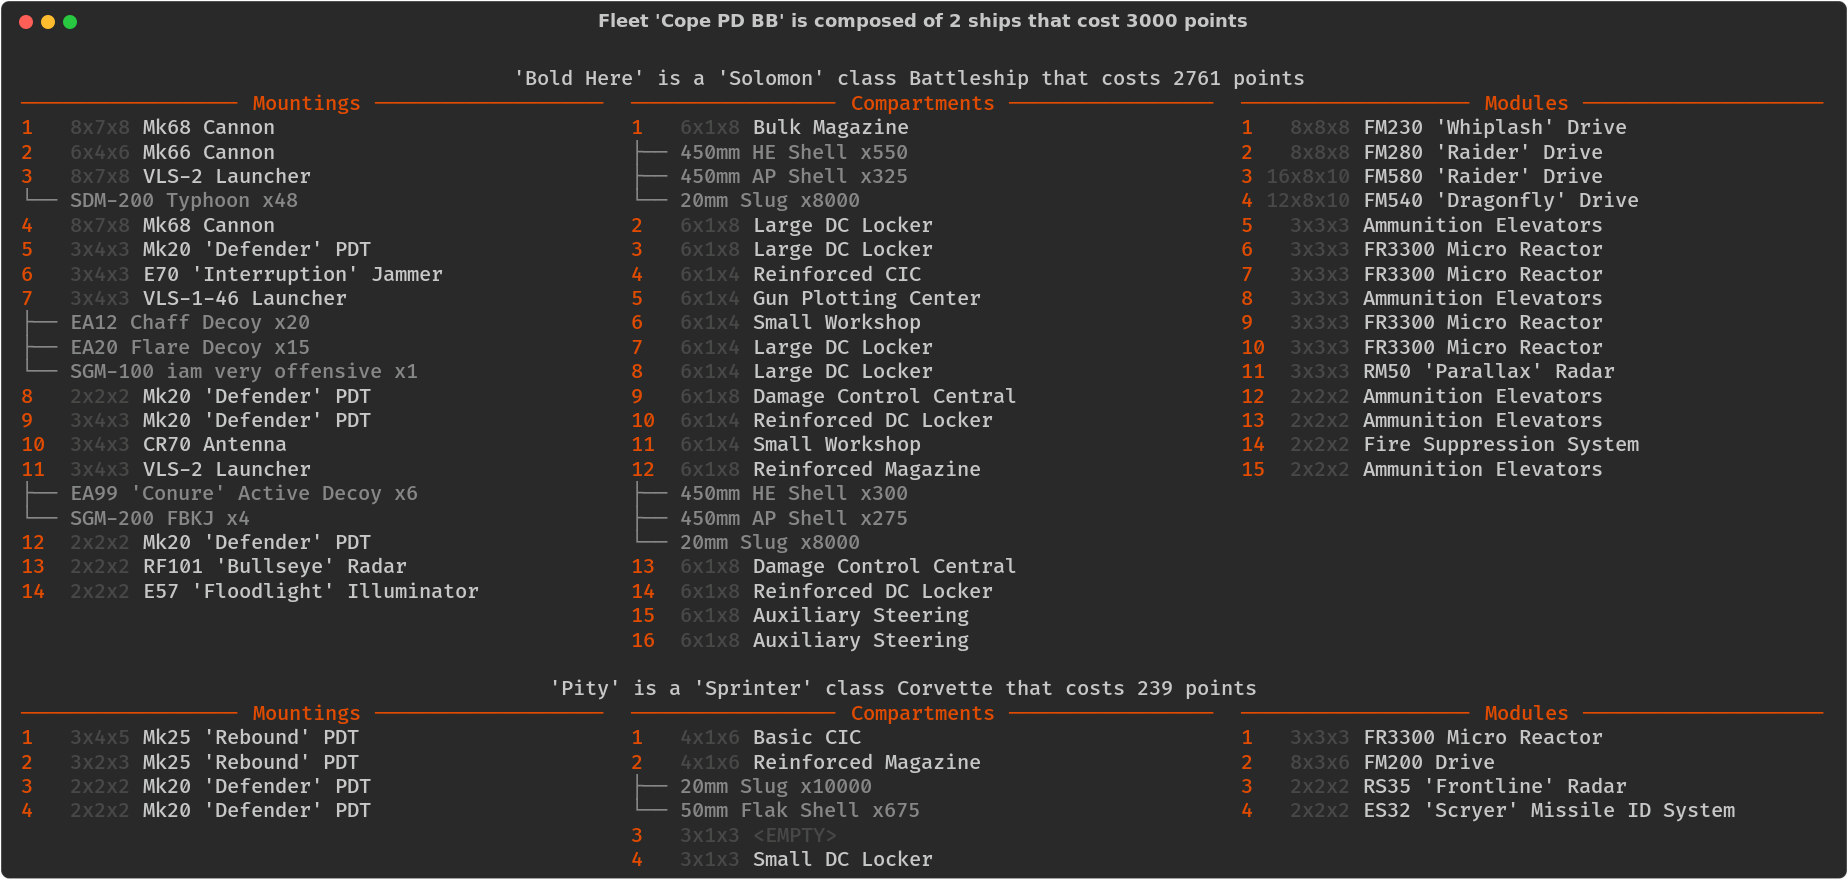 Fleet 'Cope PD BB' is composed of 2 ships that cost 3000 points
'Bold Here' is a 'Solomon' class Battleship that costs 2761 points
Mountings
1 8x7x8 Mk68 Cannon
2 6x4x6 Mk66 Cannon
3 8x7x8 VLS-2 Launcher
└── SDM-200 Typhoon x48
4 8x7x8 Mk68 Cannon
5 3x4x3 Mk20 'Defender' PDT
6 3x4x3 E70 'Interruption' Jammer
7 3x4x3 VLS-1-46 Launcher
├── EA12 Chaff Decoy x20
├── EA20 Flare Decoy x15
└── SGM-100 iam very offensive x1
8 2x2x2 Mk20 'Defender' PDT
9 3x4x3 Mk20 'Defender' PDT
10 3x4x3 CR70 Antenna
11 3x4x3 VLS-2 Launcher
├── EA99 'Conure' Active Decoy x6
└── SGM-200 FBKJ x4
12 2x2x2 Mk20 'Defender' PDT
13 2x2x2 RF101 'Bullseye' Radar
14 2x2x2 E57 'Floodlight' Illuminator
Compartments
1 6x1x8 Bulk Magazine
├── 450mm HE Shell x550
├── 450mm AP Shell x325
└── 20mm Slug x8000
2 6x1x8 Large DC Locker
3 6x1x8 Large DC Locker
4 6x1x4 Reinforced CIC
5 6x1x4 Gun Plotting Center
6 6x1x4 Small Workshop
7 6x1x4 Large DC Locker
8 6x1x4 Large DC Locker
9 6x1x8 Damage Control Central
10 6x1x4 Reinforced DC Locker
11 6x1x4 Small Workshop
12 6x1x8 Reinforced Magazine
├── 450mm HE Shell x300
├── 450mm AP Shell x275
└── 20mm Slug x8000
13 6x1x8 Damage Control Central
14 6x1x8 Reinforced DC Locker
15 6x1x8 Auxiliary Steering
16 6x1x8 Auxiliary Steering
Modules
1 8x8x8 FM230 'Whiplash' Drive
2 8x8x8 FM280 'Raider' Drive
3 16x8x10 FM580 'Raider' Drive
4 12x8x10 FM540 'Dragonfly' Drive
5 3x3x3 Ammunition Elevators
6 3x3x3 FR3300 Micro Reactor
7 3x3x3 FR3300 Micro Reactor
8 3x3x3 Ammunition Elevators
9 3x3x3 FR3300 Micro Reactor
10 3x3x3 FR3300 Micro Reactor
11 3x3x3 RM50 'Parallax' Radar
12 2x2x2 Ammunition Elevators
13 2x2x2 Ammunition Elevators
14 2x2x2 Fire Suppression System
15 2x2x2 Ammunition Elevators
'Pity' is a 'Sprinter' class Corvette that costs 239 points
Mountings
1 3x4x5 Mk25 'Rebound' PDT
2 3x2x3 Mk25 'Rebound' PDT
3 2x2x2 Mk20 'Defender' PDT
4 2x2x2 Mk20 'Defender' PDT
Compartments
1 4x1x6 Basic CIC
2 4x1x6 Reinforced Magazine
├── 20mm Slug x10000
└── 50mm Flak Shell x675
3 3x1x3 <EMPTY>
4 3x1x3 Small DC Locker
Modules
1 3x3x3 FR3300 Micro Reactor
2 8x3x6 FM200 Drive
3 2x2x2 RS35 'Frontline' Radar
4 2x2x2 ES32 'Scryer' Missile ID System